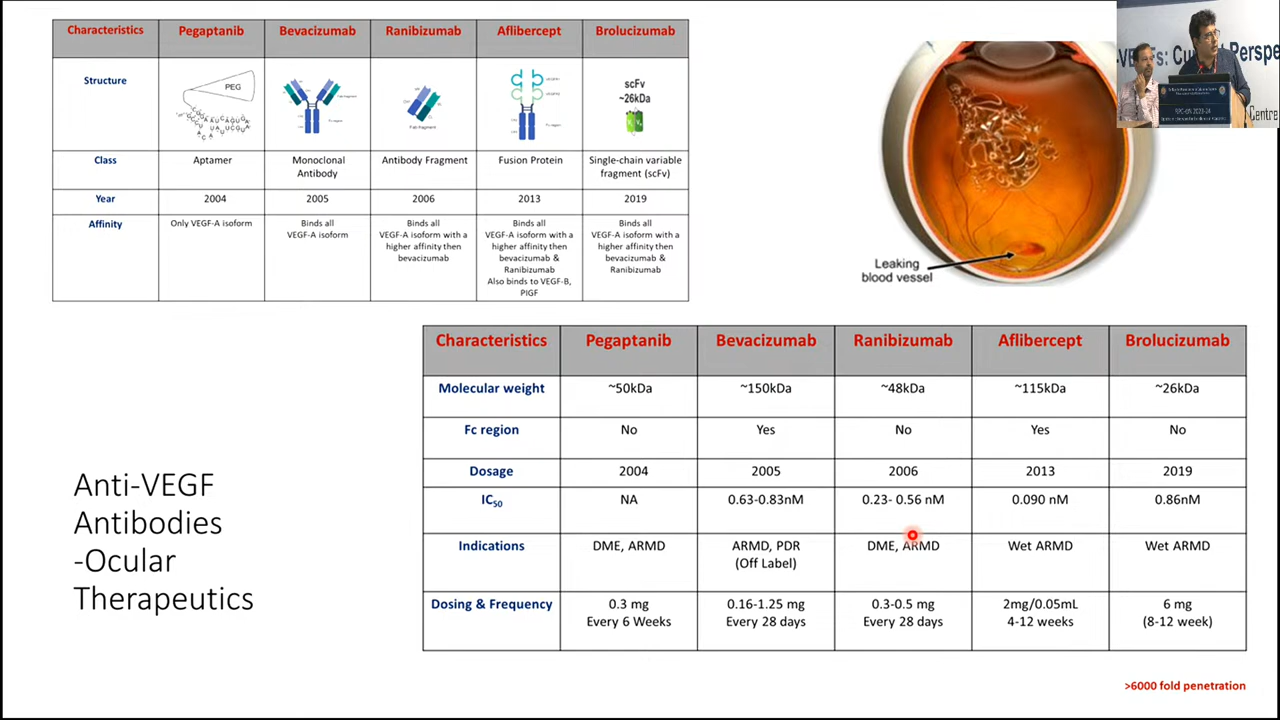 Characteristics Pegaptanib Bevacizumab Ranibizumab Aflibercept Brolucizumab
Structure
PEG
scFv
~26kDa
Fc region
Fab fragment
Class Aptamer Monoclonal Antibody Antibody Fragment Fusion Protein Single-chain variable fragment (scFv)
Year 2004 2005 2006 2013 2019
Affinity
Only VEGF-A isoform
Binds all
VEGF-A isoform
Binds all
VEGF-A isoform with a
higher affinity then
bevacizumab
Binds all
VEGF-A isoform with a
higher affinity then
bevacizumab &
Ranibizumab
Also binds to VEGF-B,
PlGF
Binds all
VEGF-A isoform with a
higher affinity then
bevacizumab &
Ranibizumab
Leaking
blood vessel
Centre
Characteristics Pegaptanib Bevacizumab Ranibizumab Aflibercept Brolucizumab
Molecular weight ~50kDa ~150kDa ~48kDa ~115kDa ~26kDa
Fc region No Yes No Yes No
Dosage 2004 2005 2006 2013 2019
IC50 NA 0.63-0.83nM 0.23- 0.56 nM 0.090 nM 0.86nM
Indications DME, ARMD ARMD, PDR (Off Label) DME, ARMD Wet ARMD Wet ARMD
Dosing & Frequency 0.3 mg 0.16-1.25 mg 0.3-0.5 mg 2mg/0.05mL 6 mg
Every 6 Weeks Every 28 days Every 28 days 4-12 weeks (8-12 week)
Anti-VEGF
Antibodies
-Ocular
Therapeutics
>6000 fold penetration